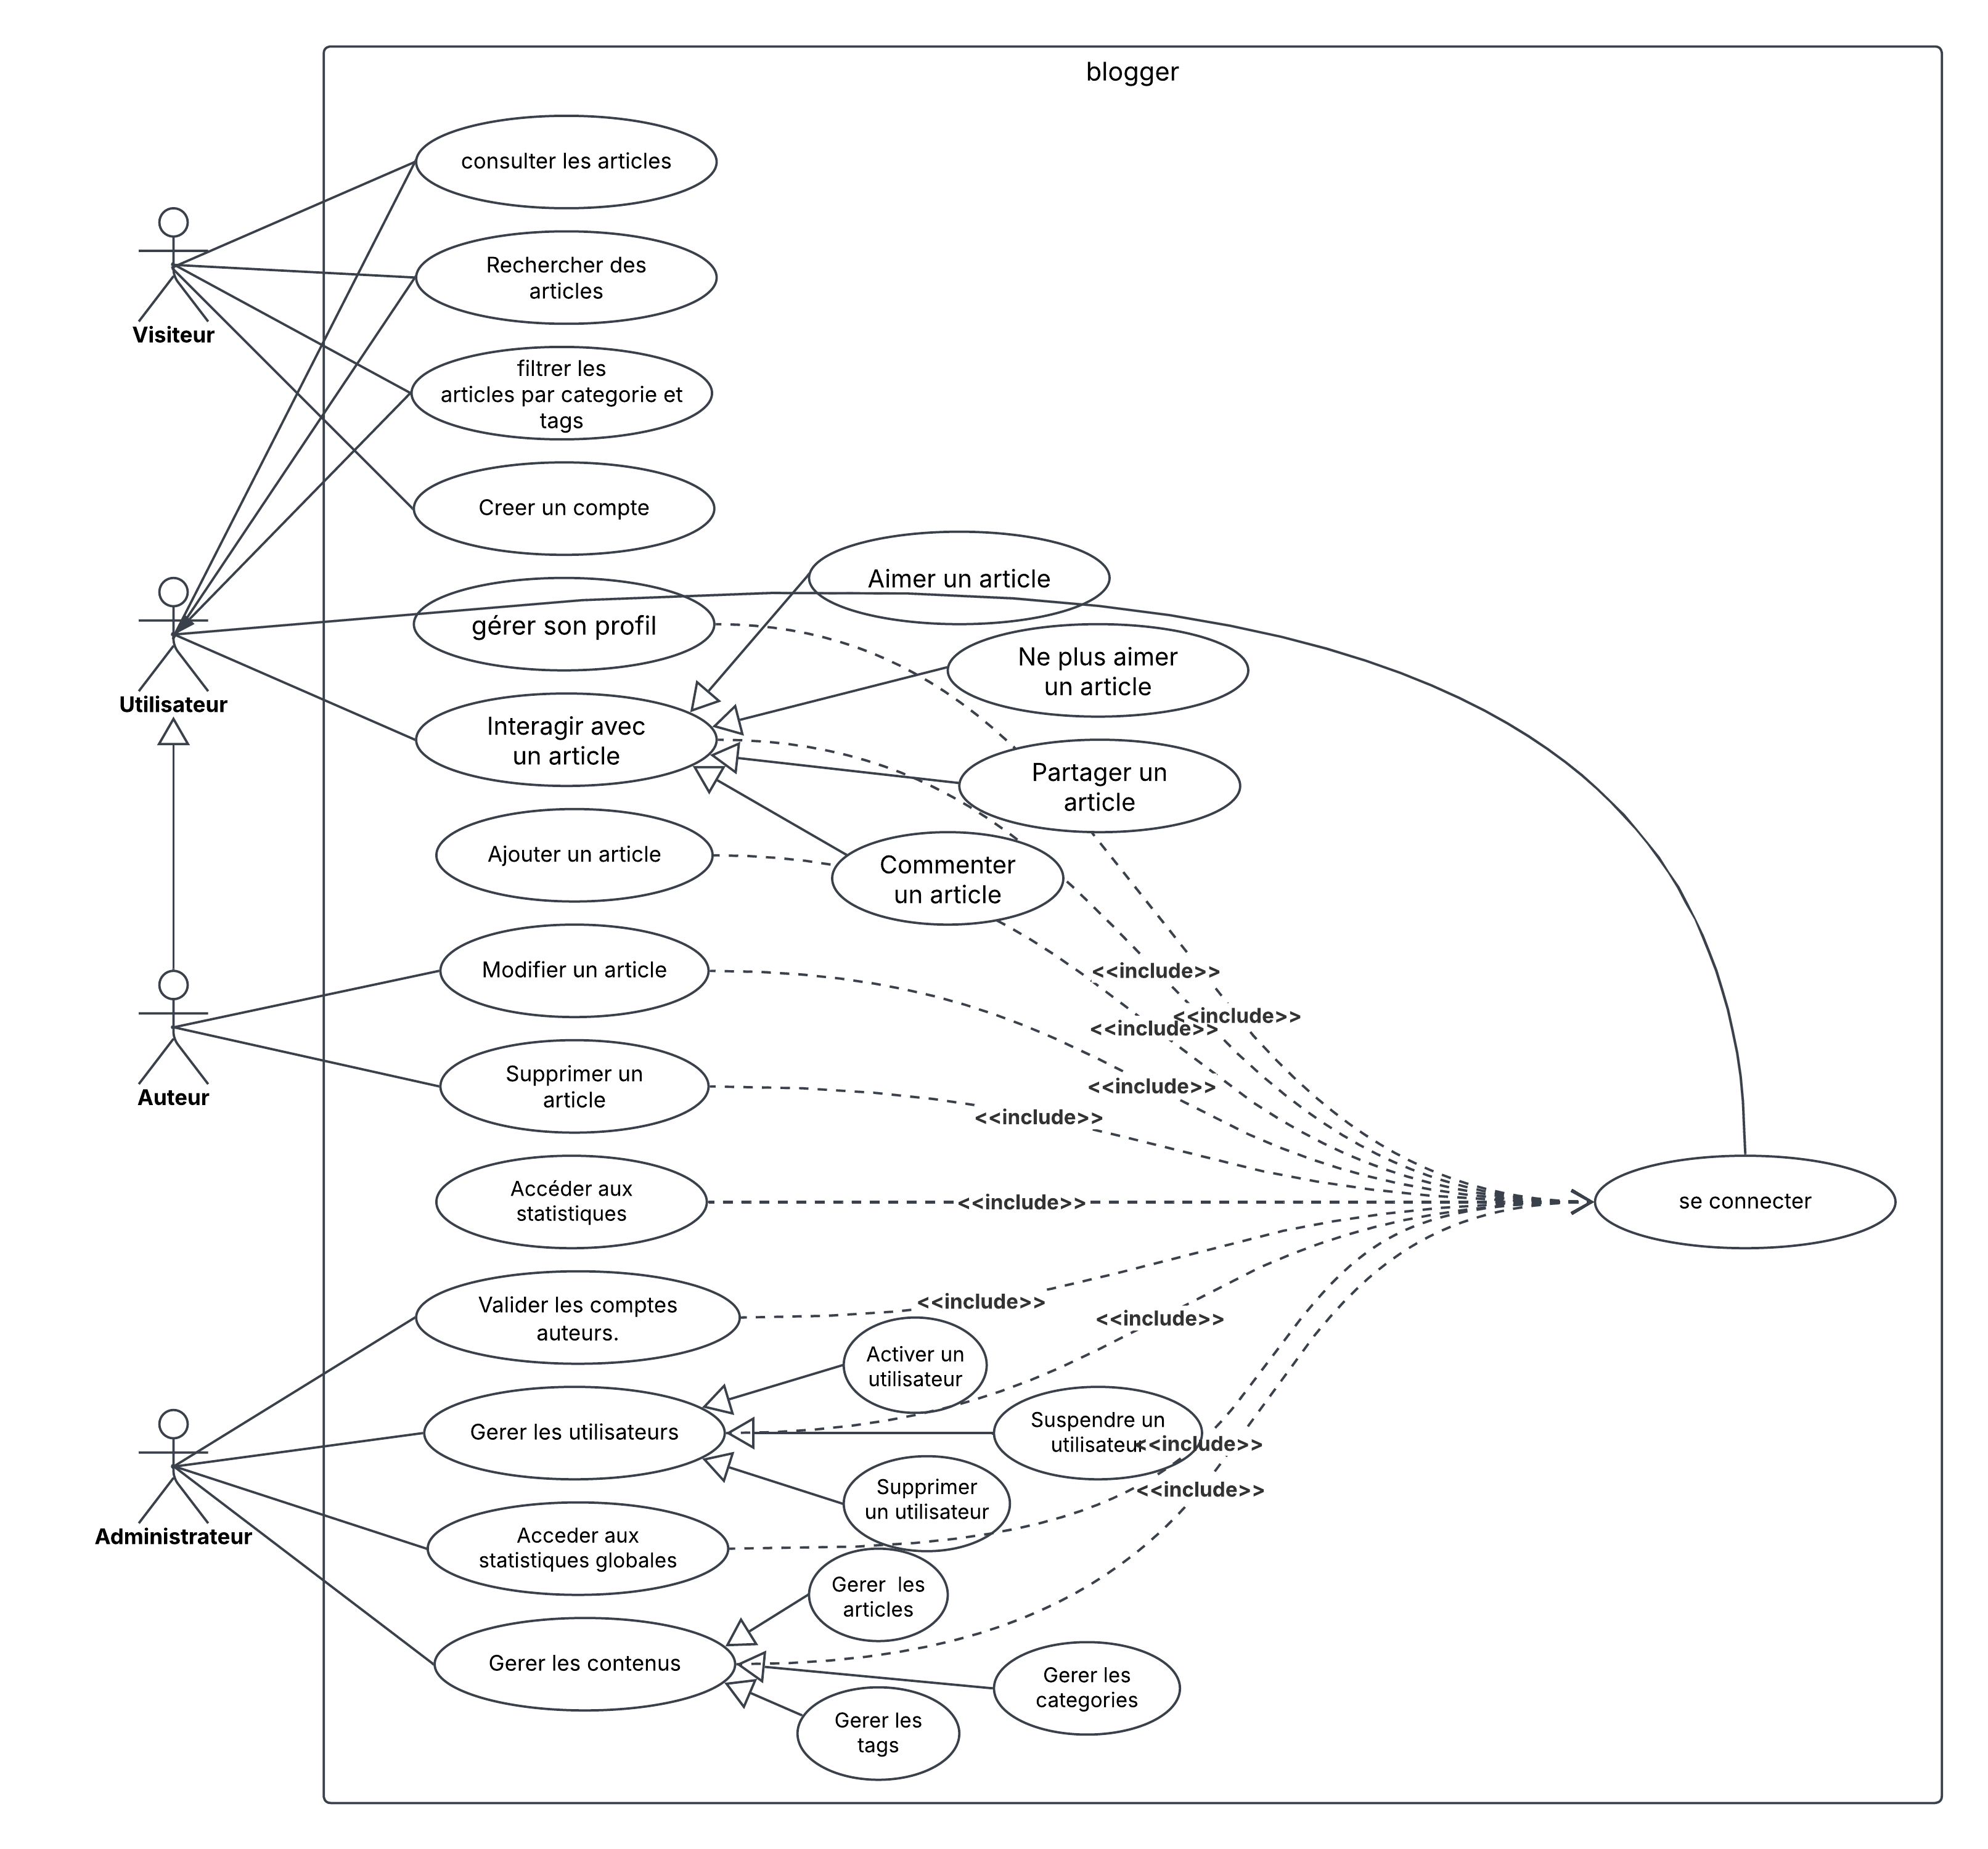 blogger
consulter les articles
Rechercher des
articles
Visiteur
filtrer les
articles par categorie et
tags
Creer un compte
Aimer un article
gérer son profil
Utilisateur
Ne plus aimer
un article
Interagir avec
un article
Partager un
article
Ajouter un article
Commenter
un article
Modifier un article
<<include>>
<<include>>
<<include>>
Supprimer un
article
Auteur
<<include>>
<<include>>
Accéder aux
statistiques
<<include>>
se connecter
Valider les comptes
auteurs.
<<include>>
<<include>>
Activer un
utilisateur
Gerer les utilisateurs
Suspendre un
utilisateur
<<include>>
Supprimer
un utilisateur
<<include>>
Administrateur
Acceder aux
statistiques globales
Gerer  les
articles
Gerer les contenus
Gerer les
categories
Gerer les
tags